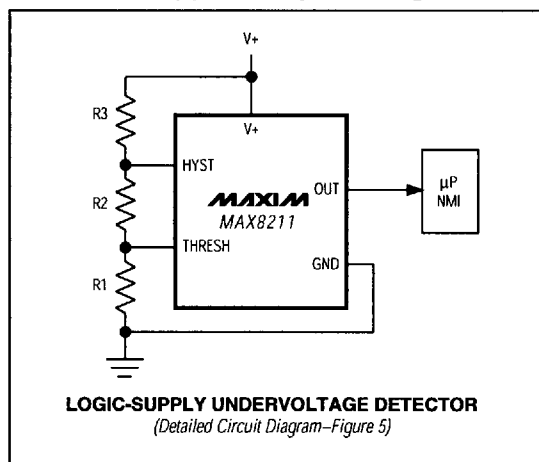 V+
R3
V+
HYST
R2
OUT
µP
NMI
MAXIM
MAX8211
THRESH
GND
R1
LOGIC-SUPPLY UNDERVOLTAGE DETECTOR
(Detailed Circuit Diagram–Figure 5)